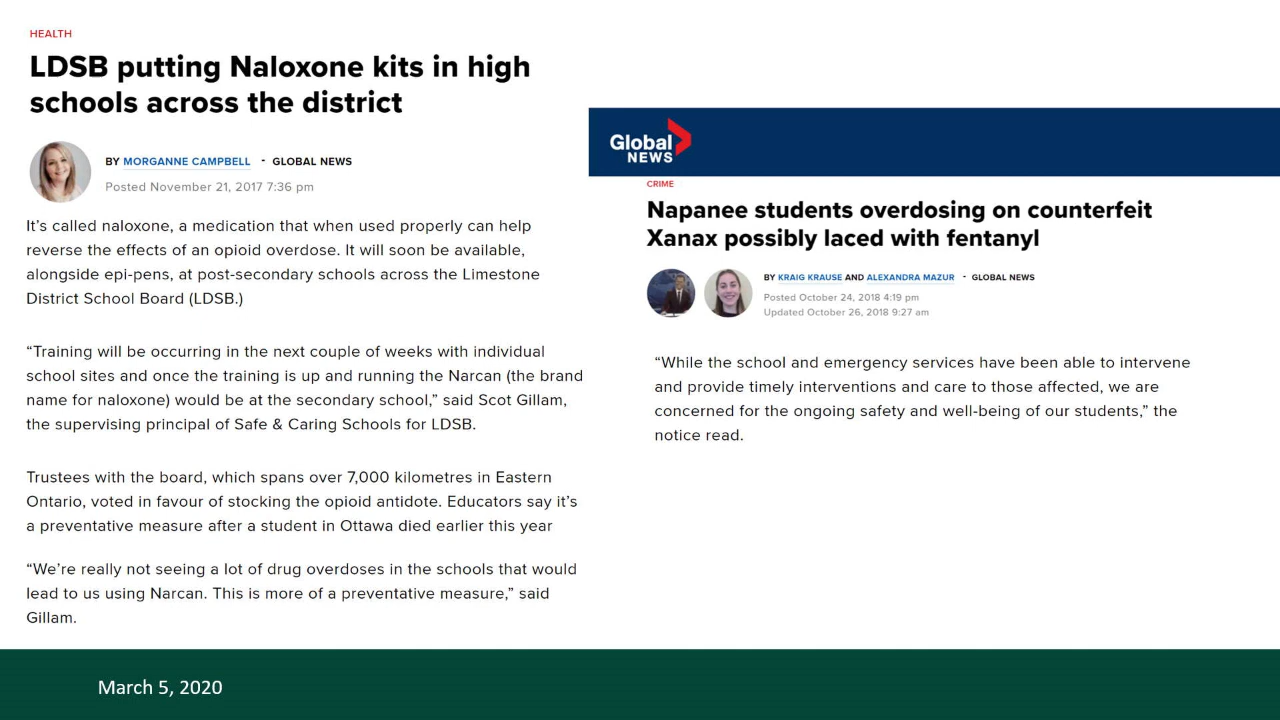 HEALTH
LDSB putting Naloxone kits in high
schools across the district
BY MORGANNE CAMPBELL - GLOBAL NEWS
Posted November 21, 2017 7:36 pm
It’s called naloxone, a medication that when used properly can help
reverse the effects of an opioid overdose. It will soon be available,
alongside epi-pens, at post-secondary schools across the Limestone
District School Board (LDSB.)
“Training will be occurring in the next couple of weeks with individual
school sites and once the training is up and running the Narcan (the brand
name for naloxone) would be at the secondary school,” said Scot Gillam,
the supervising principal of Safe & Caring Schools for LDSB.
Trustees with the board, which spans over 7,000 kilometres in Eastern
Ontario, voted in favour of stocking the opioid antidote. Educators say it’s
a preventative measure after a student in Ottawa died earlier this year
“We’re really not seeing a lot of drug overdoses in the schools that would
lead to us using Narcan. This is more of a preventative measure,” said
Gillam.
Global
NEWS
CRIME
Napanee students overdosing on counterfeit
Xanax possibly laced with fentanyl
BY KRAIG KRAUSE AND ALEXANDRA MAZUR - GLOBAL NEWS
Posted October 24, 2018 4:19 pm
Updated October 26, 2018 9:27 am
“While the school and emergency services have been able to intervene
and provide timely interventions and care to those affected, we are
concerned for the ongoing safety and well-being of our students,” the
notice read.
March 5, 2020